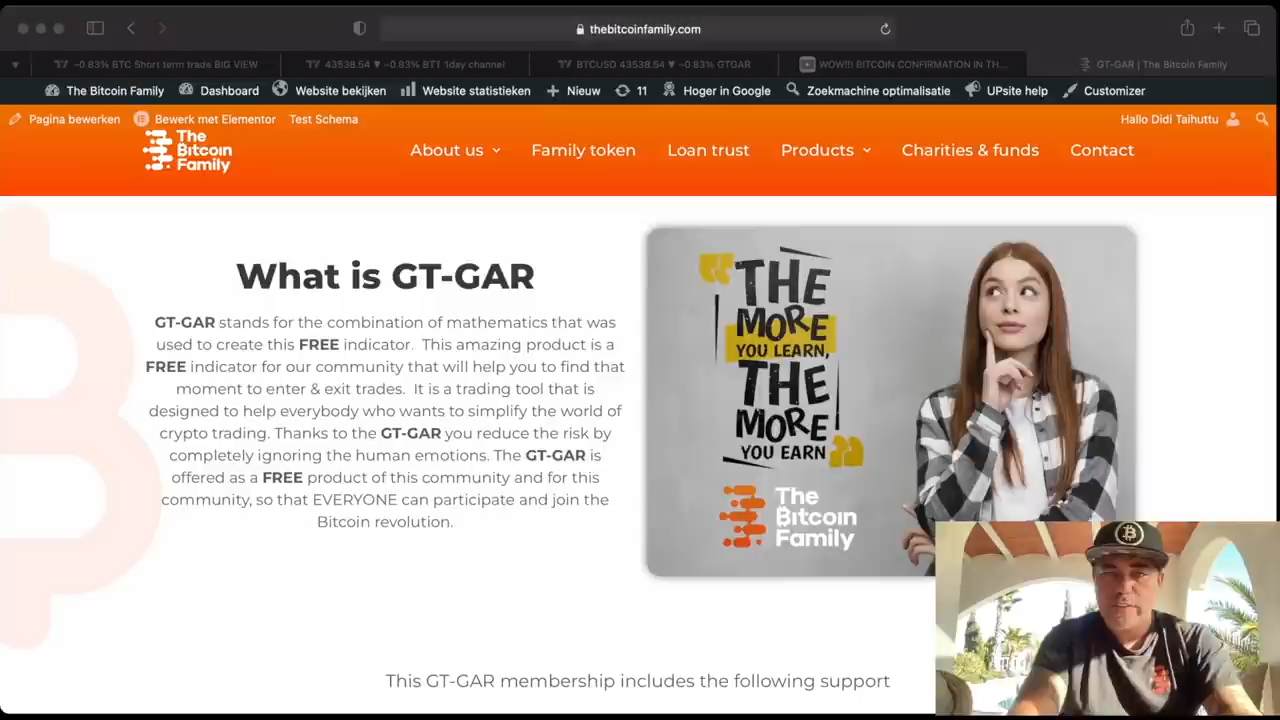 thebitcoinfamily.com
-0.83% BTC Short term trade BIG VIEW
43538.54 ▼ -0.83% BTT 1day channel
BTCUSD 43538.54 ▼ -0.83% GTGAR
WOW!!! BITCOIN CONFIRMATION IN TH...
GT-GAR | The Bitcoin Family
The Bitcoin Family
Dashboard
Website bekijken
Website statistieken
Nieuw
11
Hoger in Google
Zoekmachine optimalisatie
UPsite help
Customizer
Pagina bewerken
Bewerk met Elementor
Test Schema
Hallo Didi Taihuttu
The
₿itcoin
Family
About us
Family token
Loan trust
Products
Charities & funds
Contact
What is GT-GAR
GT-GAR stands for the combination of mathematics that was
used to create this FREE indicator. This amazing product is a
FREE indicator for our community that will help you to find that
moment to enter & exit trades. It is a trading tool that is
designed to help everybody who wants to simplify the world of
crypto trading. Thanks to the GT-GAR you reduce the risk by
completely ignoring the human emotions. The GT-GAR is
offered as a FREE product of this community and for this
community, so that EVERYONE can participate and join the
Bitcoin revolution.
THE
MORE
YOU LEARN,
THE
MORE
YOU EARN
The
₿itcoin
Family
This GT-GAR membership includes the following support